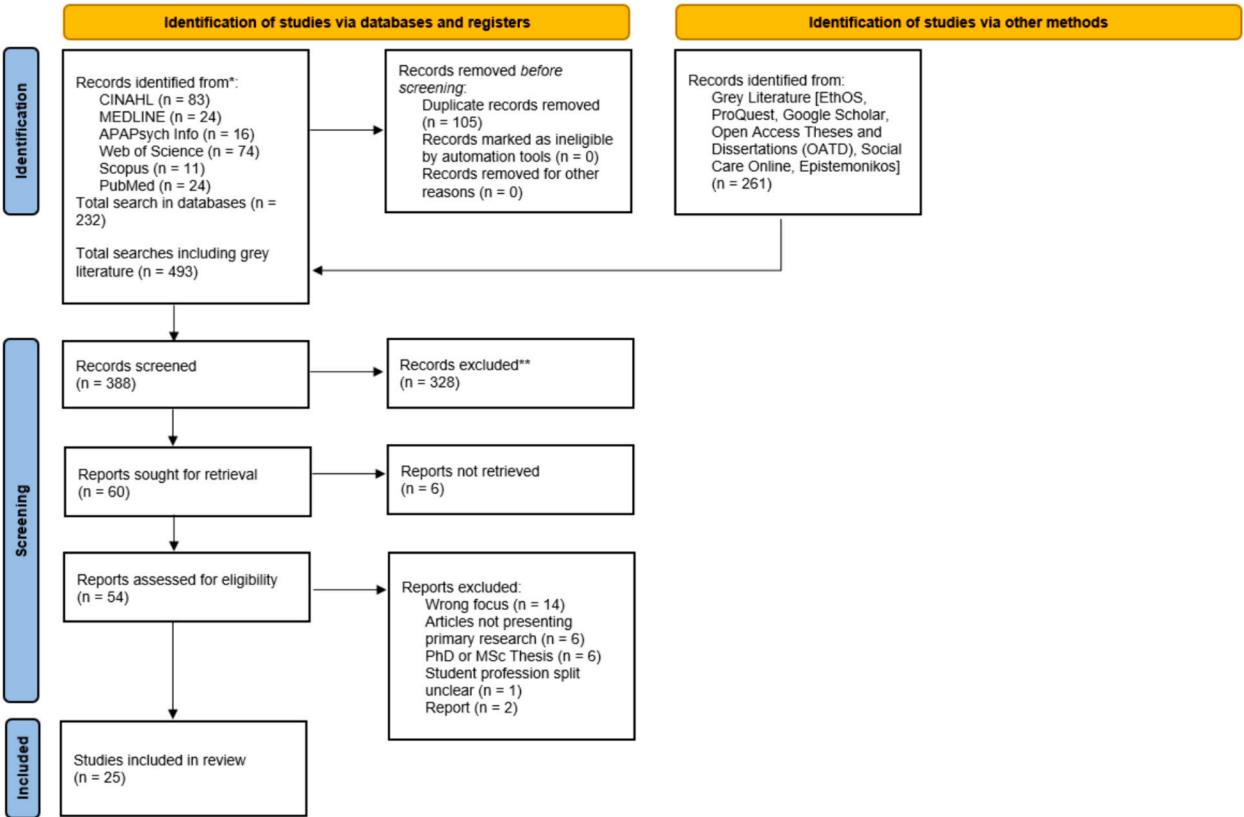 Identification of studies via databases and registers
Identification of studies via other methods
Identification
Records identified from*:
CINAHL (n = 83)
MEDLINE (n = 24)
APAPsych Info (n = 16)
Web of Science (n = 74)
Scopus (n = 11)
PubMed (n = 24)
Total search in databases (n =
232)
Total searches including grey
literature (n = 493)
Records removed before
screening:
Duplicate records removed
(n = 105)
Records marked as ineligible
by automation tools (n = 0)
Records removed for other
reasons (n = 0)
Records identified from:
Grey Literature [EthOS,
ProQuest, Google Scholar,
Open Access Theses and
Dissertations (OATD), Social
Care Online, Epistemonikos]
(n = 261)
Screening
Records screened
(n = 388)
Records excluded**
(n = 328)
Reports sought for retrieval
(n = 60)
Reports not retrieved
(n = 6)
Reports assessed for eligibility
(n = 54)
Reports excluded:
Wrong focus (n = 14)
Articles not presenting
primary research (n = 6)
PhD or MSc Thesis (n = 6)
Student profession split
unclear (n = 1)
Report (n = 2)
Included
Studies included in review
(n = 25)